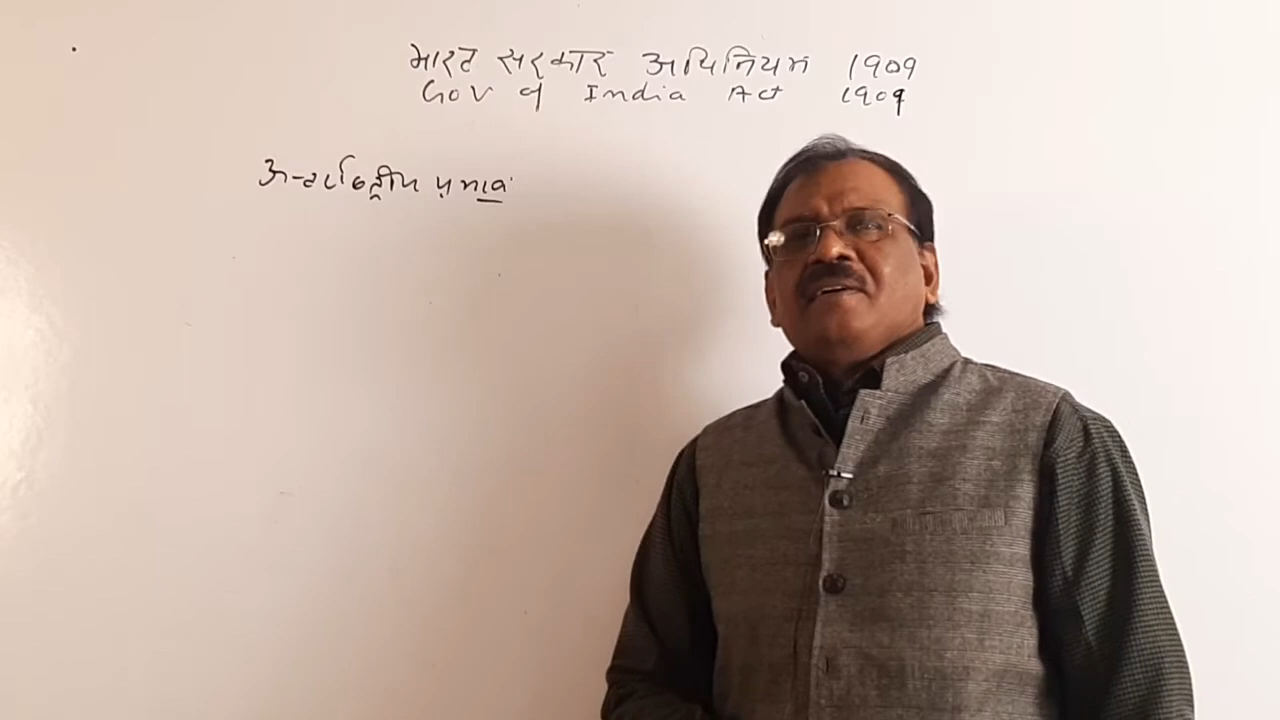 भारत सरकार अधिनियम 1909
Gov of India Act 1909
अन्तर्राष्ट्रीय प्रभाव